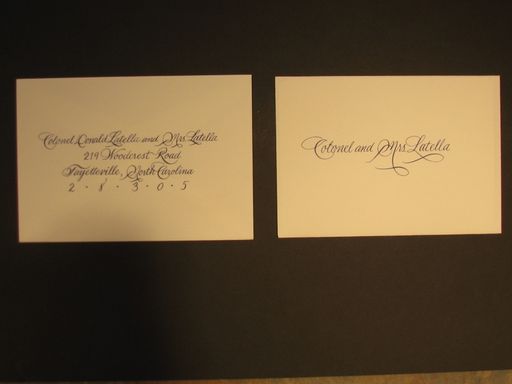 Colonel Donald Latella and Mrs Latella
219 Woodcrest Road
Fayetteville, North Carolina
2 · 8 · 3 · 0 · 5
Colonel and Mrs Latella